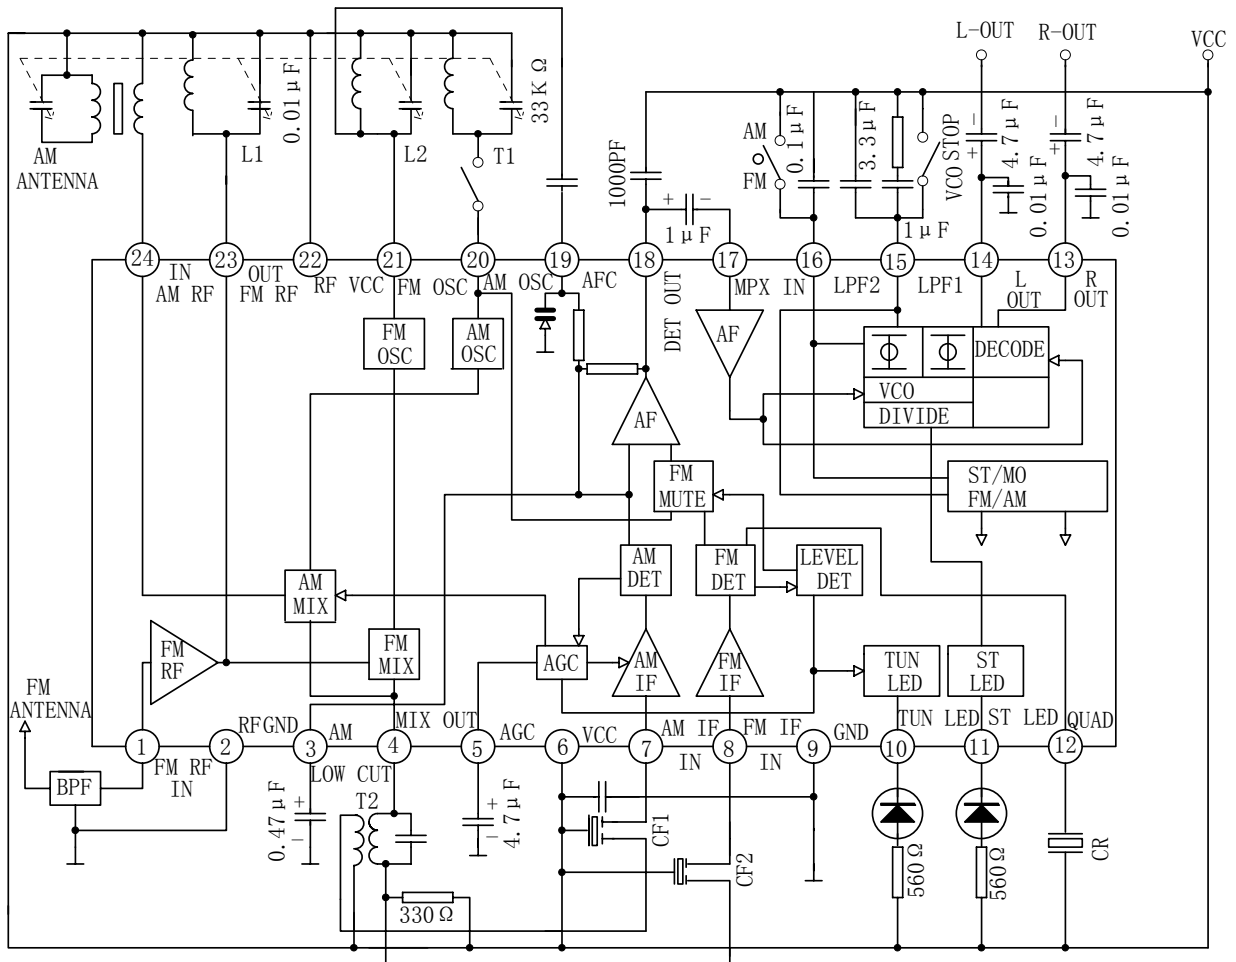 L-OUT
R-OUT
VCC
0.01μF
33KΩ
AM
ANTENNA
L1
L2
T1
1000PF
1μF
AM
FM
0.1μF
3.3μF
1μF
VCO STOP
4.7μF
0.01μF
4.7μF
0.01μF
24
23
22
21
20
19
18
17
16
15
14
13
IN
AM RF
OUT
FM RF
RF VCC
FM OSC
AM OSC
AFC
DET OUT
MPX IN
LPF2
LPF1
L
OUT
R
OUT
FM
OSC
AM
OSC
AF
DECODE
VCO
DIVIDE
AF
FM
MUTE
ST/MO
FM/AM
AM
DET
FM
DET
LEVEL
DET
AM
MIX
FM
MIX
FM
RF
AGC
AM
IF
FM
IF
TUN
LED
ST
LED
FM
ANTENNA
RFGND
AM
MIX OUT
AGC
VCC
AM IF
FM IF
GND
TUN LED
ST LED
QUAD
1
2
3
4
5
6
7
8
9
10
11
12
FM RF
IN
LOW CUT
IN
IN
BPF
0.47μF
T2
4.7μF
CF1
CF2
330Ω
560Ω
560Ω
CR